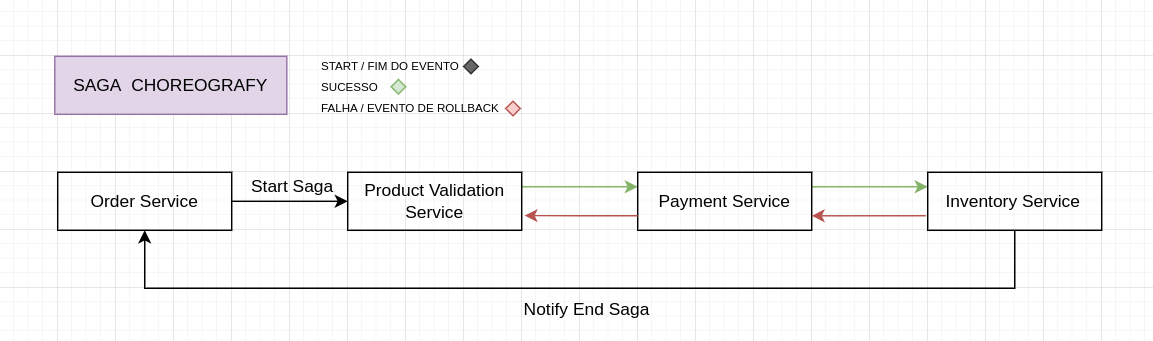 SAGA CHOREOGRAFY
START / FIM DO EVENTO
SUCESSO
FALHA / EVENTO DE ROLLBACK
Order Service
Start Saga
Product Validation
Service
Payment Service
Inventory Service
Notify End Saga